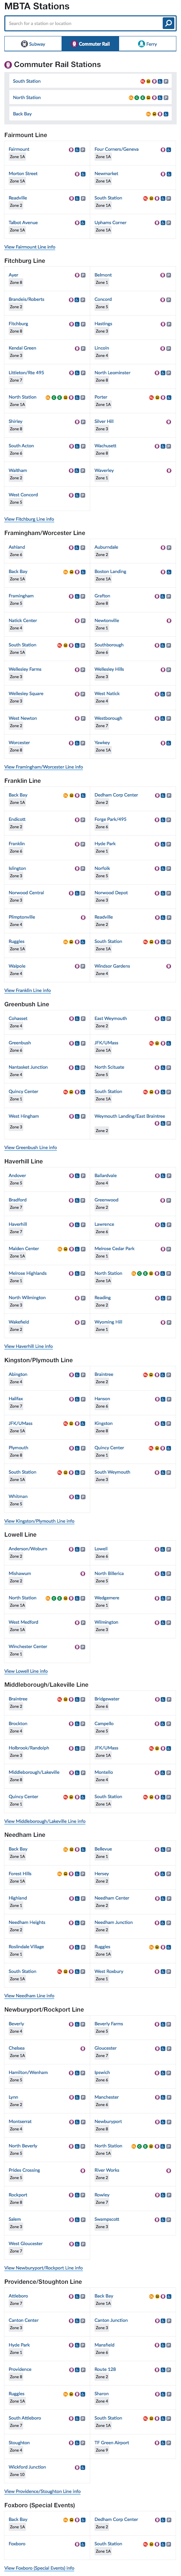 MBTA Stations
Search for a station or location
Subway
Commuter Rail
Ferry
Commuter Rail Stations
South Station
North Station
Back Bay
Fairmount Line
Fairmount
Zone 1A
Four Corners/Geneva
Zone 1A
Morton Street
Zone 1A
Newmarket
Zone 1A
Readville
Zone 2
South Station
Zone 1A
Talbot Avenue
Zone 1A
Uphams Corner
Zone 1A
View Fairmount Line info
Fitchburg Line
Ayer
Zone 8
Belmont
Zone 1
Brandeis/Roberts
Zone 2
Concord
Zone 5
Fitchburg
Zone 8
Hastings
Zone 3
Kendal Green
Zone 3
Lincoln
Zone 4
Littleton/Rte 495
Zone 7
North Leominster
Zone 8
North Station
Zone 1A
Porter
Zone 1A
Shirley
Zone 8
Silver Hill
Zone 3
South Acton
Zone 6
Wachusett
Zone 8
Waltham
Zone 2
Waverley
Zone 1
West Concord
Zone 5
View Fitchburg Line info
Framingham/Worcester Line
Ashland
Zone 6
Auburndale
Zone 2
Back Bay
Zone 1A
Boston Landing
Zone 1A
Framingham
Zone 5
Grafton
Zone 8
Natick Center
Zone 4
Newtonville
Zone 1
South Station
Zone 1A
Southborough
Zone 6
Wellesley Farms
Zone 3
Wellesley Hills
Zone 3
Wellesley Square
Zone 3
West Natick
Zone 4
West Newton
Zone 2
Westborough
Zone 7
Worcester
Zone 8
Yawkey
Zone 1A
View Framingham/Worcester Line info
Franklin Line
Back Bay
Zone 1A
Dedham Corp Center
Zone 2
Endicott
Zone 2
Forge Park/495
Zone 6
Franklin
Zone 6
Hyde Park
Zone 1
Islington
Zone 3
Norfolk
Zone 5
Norwood Central
Zone 3
Norwood Depot
Zone 3
Plimptonville
Zone 4
Readville
Zone 2
Ruggles
Zone 1A
South Station
Zone 1A
Walpole
Zone 4
Windsor Gardens
Zone 4
View Franklin Line info
Greenbush Line
Cohasset
Zone 4
East Weymouth
Zone 2
Greenbush
Zone 6
JFK/UMass
Zone 1A
Nantasket Junction
Zone 4
North Scituate
Zone 5
Quincy Center
Zone 1
South Station
Zone 1A
West Hingham
Zone 3
Weymouth Landing/East Braintree
Zone 2
View Greenbush Line info
Haverhill Line
Andover
Zone 5
Ballardvale
Zone 4
Bradford
Zone 7
Greenwood
Zone 2
Haverhill
Zone 7
Lawrence
Zone 6
Malden Center
Zone 1A
Melrose Cedar Park
Zone 1
Melrose Highlands
Zone 1
North Station
Zone 1A
North Wilmington
Zone 3
Reading
Zone 2
Wakefield
Zone 2
Wyoming Hill
Zone 1
View Haverhill Line info
Kingston/Plymouth Line
Abington
Zone 4
Braintree
Zone 2
Halifax
Zone 7
Hanson
Zone 6
JFK/UMass
Zone 1A
Kingston
Zone 8
Plymouth
Zone 8
Quincy Center
Zone 1
South Station
Zone 1A
South Weymouth
Zone 3
Whitman
Zone 5
View Kingston/Plymouth Line info
Lowell Line
Anderson/Woburn
Zone 2
Lowell
Zone 6
Mishawum
Zone 2
North Billerica
Zone 5
North Station
Zone 1A
Wedgemere
Zone 1
West Medford
Zone 1A
Wilmington
Zone 3
Winchester Center
Zone 1
View Lowell Line info
Middleborough/Lakeville Line
Braintree
Zone 2
Bridgewater
Zone 6
Brockton
Zone 4
Campello
Zone 5
Holbrook/Randolph
Zone 3
JFK/UMass
Zone 1A
Middleborough/Lakeville
Zone 8
Montello
Zone 4
Quincy Center
Zone 1
South Station
Zone 1A
View Middleborough/Lakeville Line info
Needham Line
Back Bay
Zone 1A
Bellevue
Zone 1
Forest Hills
Zone 1A
Hersey
Zone 2
Highland
Zone 1
Needham Center
Zone 2
Needham Heights
Zone 2
Needham Junction
Zone 2
Roslindale Village
Zone 1
Ruggles
Zone 1A
South Station
Zone 1A
West Roxbury
Zone 1
View Needham Line info
Newburyport/Rockport Line
Beverly
Zone 4
Beverly Farms
Zone 5
Chelsea
Zone 1A
Gloucester
Zone 7
Hamilton/Wenham
Zone 5
Ipswich
Zone 6
Lynn
Zone 2
Manchester
Zone 6
Montserrat
Zone 4
Newburyport
Zone 8
North Beverly
Zone 5
North Station
Zone 1A
Prides Crossing
Zone 5
River Works
Zone 2
Rockport
Zone 8
Rowley
Zone 7
Salem
Zone 3
Swampscott
Zone 3
West Gloucester
Zone 7
View Newburyport/Rockport Line info
Providence/Stoughton Line
Attleboro
Zone 7
Back Bay
Zone 1A
Canton Center
Zone 3
Canton Junction
Zone 3
Hyde Park
Zone 1
Mansfield
Zone 6
Providence
Zone 8
Route 128
Zone 2
Ruggles
Zone 1A
Sharon
Zone 4
South Attleboro
Zone 7
South Station
Zone 1A
Stoughton
Zone 4
TF Green Airport
Zone 9
Wickford Junction
Zone 10
View Providence/Stoughton Line info
Foxboro (Special Events)
Back Bay
Zone 1A
Dedham Corp Center
Zone 2
Foxboro
South Station
Zone 1A
View Foxboro (Special Events) info